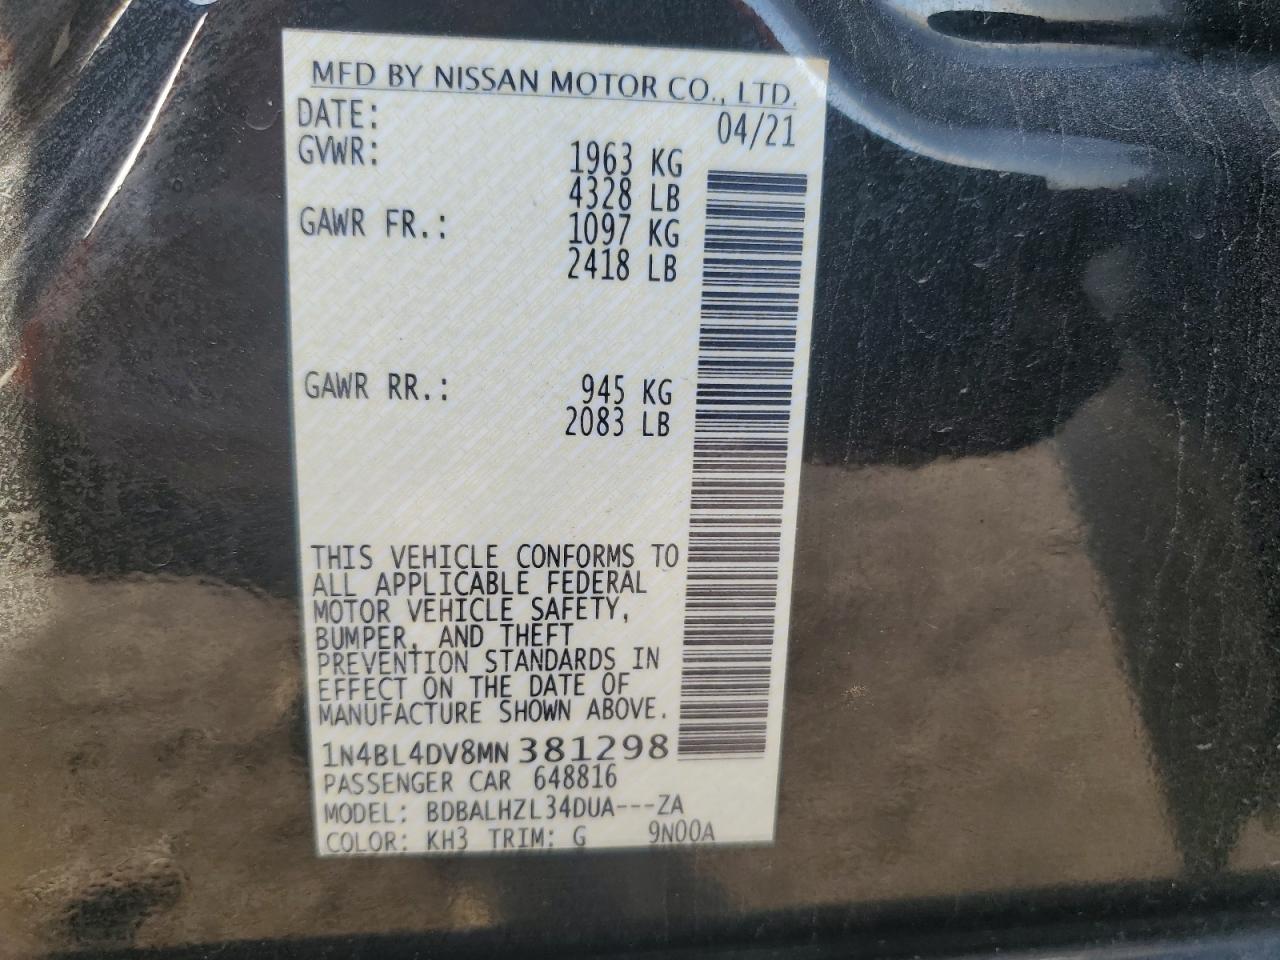 MFD BY NISSAN MOTOR CO., LTD.
DATE: 04/21
GVWR: 1963 KG
4328 LB
GAWR FR.: 1097 KG
2418 LB
GAWR RR.: 945 KG
2083 LB
THIS VEHICLE CONFORMS TO
ALL APPLICABLE FEDERAL
MOTOR VEHICLE SAFETY,
BUMPER, AND THEFT
PREVENTION STANDARDS IN
EFFECT ON THE DATE OF
MANUFACTURE SHOWN ABOVE.
1N4BL4DV8MN381298
PASSENGER CAR 648816
MODEL: BDBALHZL34DUA---ZA
COLOR: KH3 TRIM: G 9N00A